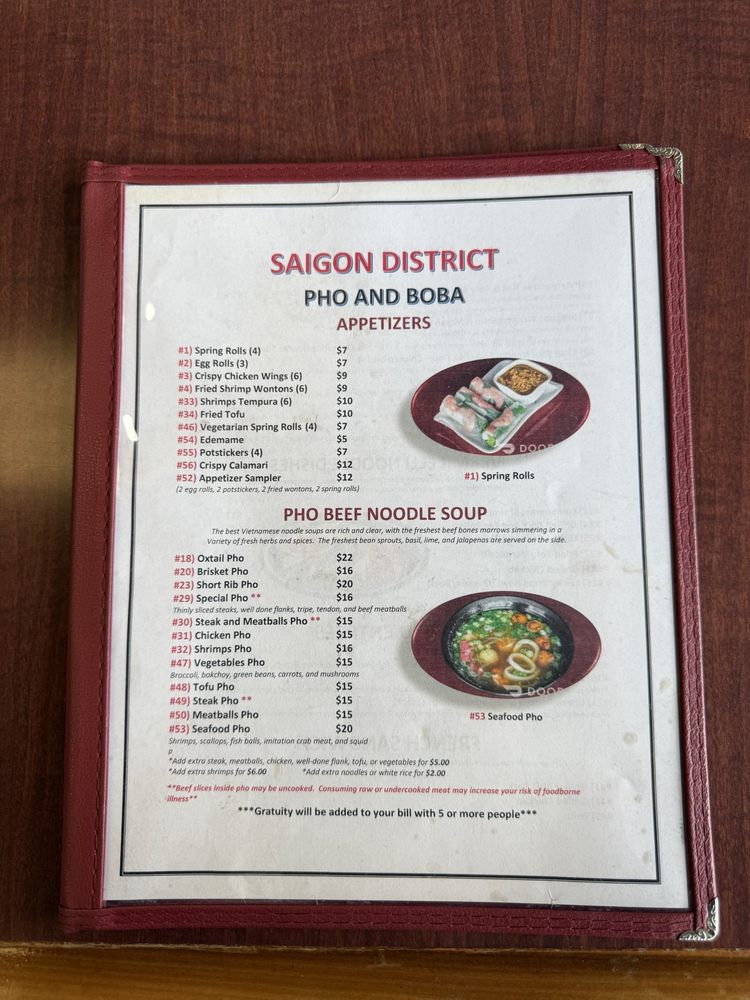 SAIGON DISTRICT
PHO AND BOBA
APPETIZERS
#1) Spring Rolls (4) $7
#2) Egg Rolls (3) $7
#3) Crispy Chicken Wings (6) $9
#4) Fried Shrimp Wontons (6) $9
#33) Shrimps Tempura (6) $10
#34) Fried Tofu $10
#46) Vegetarian Spring Rolls (4) $7
#54) Edemame $5
#55) Potstickers (4) $7
#56) Crispy Calamari $12
#52) Appetizer Sampler $12
(2 egg rolls, 2 potstickers, 2 fried wontons, 2 spring rolls)
DOOR
#1) Spring Rolls
PHO BEEF NOODLE SOUP
The best Vietnamese noodle soups are rich and clear, with the freshest beef bones marrows simmering in a
Variety of fresh herbs and spices. The freshest bean sprouts, basil, lime, and jalapenas are served on the side.
#18) Oxtail Pho $22
#20) Brisket Pho $16
#23) Short Rib Pho $20
#29) Special Pho ** $16
Thinly sliced steaks, well done flanks, tripe, tendon, and beef meatballs
#30) Steak and Meatballs Pho ** $15
#31) Chicken Pho $15
#32) Shrimps Pho $16
#47) Vegetables Pho $15
Broccoli, bokchoy, green beans, carrots, and mushrooms
#48) Tofu Pho $15
#49) Steak Pho ** $15
#50) Meatballs Pho $15
#53) Seafood Pho $20
Shrimps, scallops, fish balls, imitation crab meat, and squid
p
DOOR
#53 Seafood Pho
*Add extra steak, meatballs, chicken, well-done flank, tofu, or vegetables for $5.00
*Add extra shrimps for $6.00 *Add extra noodles or white rice for $2.00
**Beef slices inside pho may be uncooked. Consuming raw or undercooked meat may increase your risk of foodborne
illness**
***Gratuity will be added to your bill with 5 or more people***